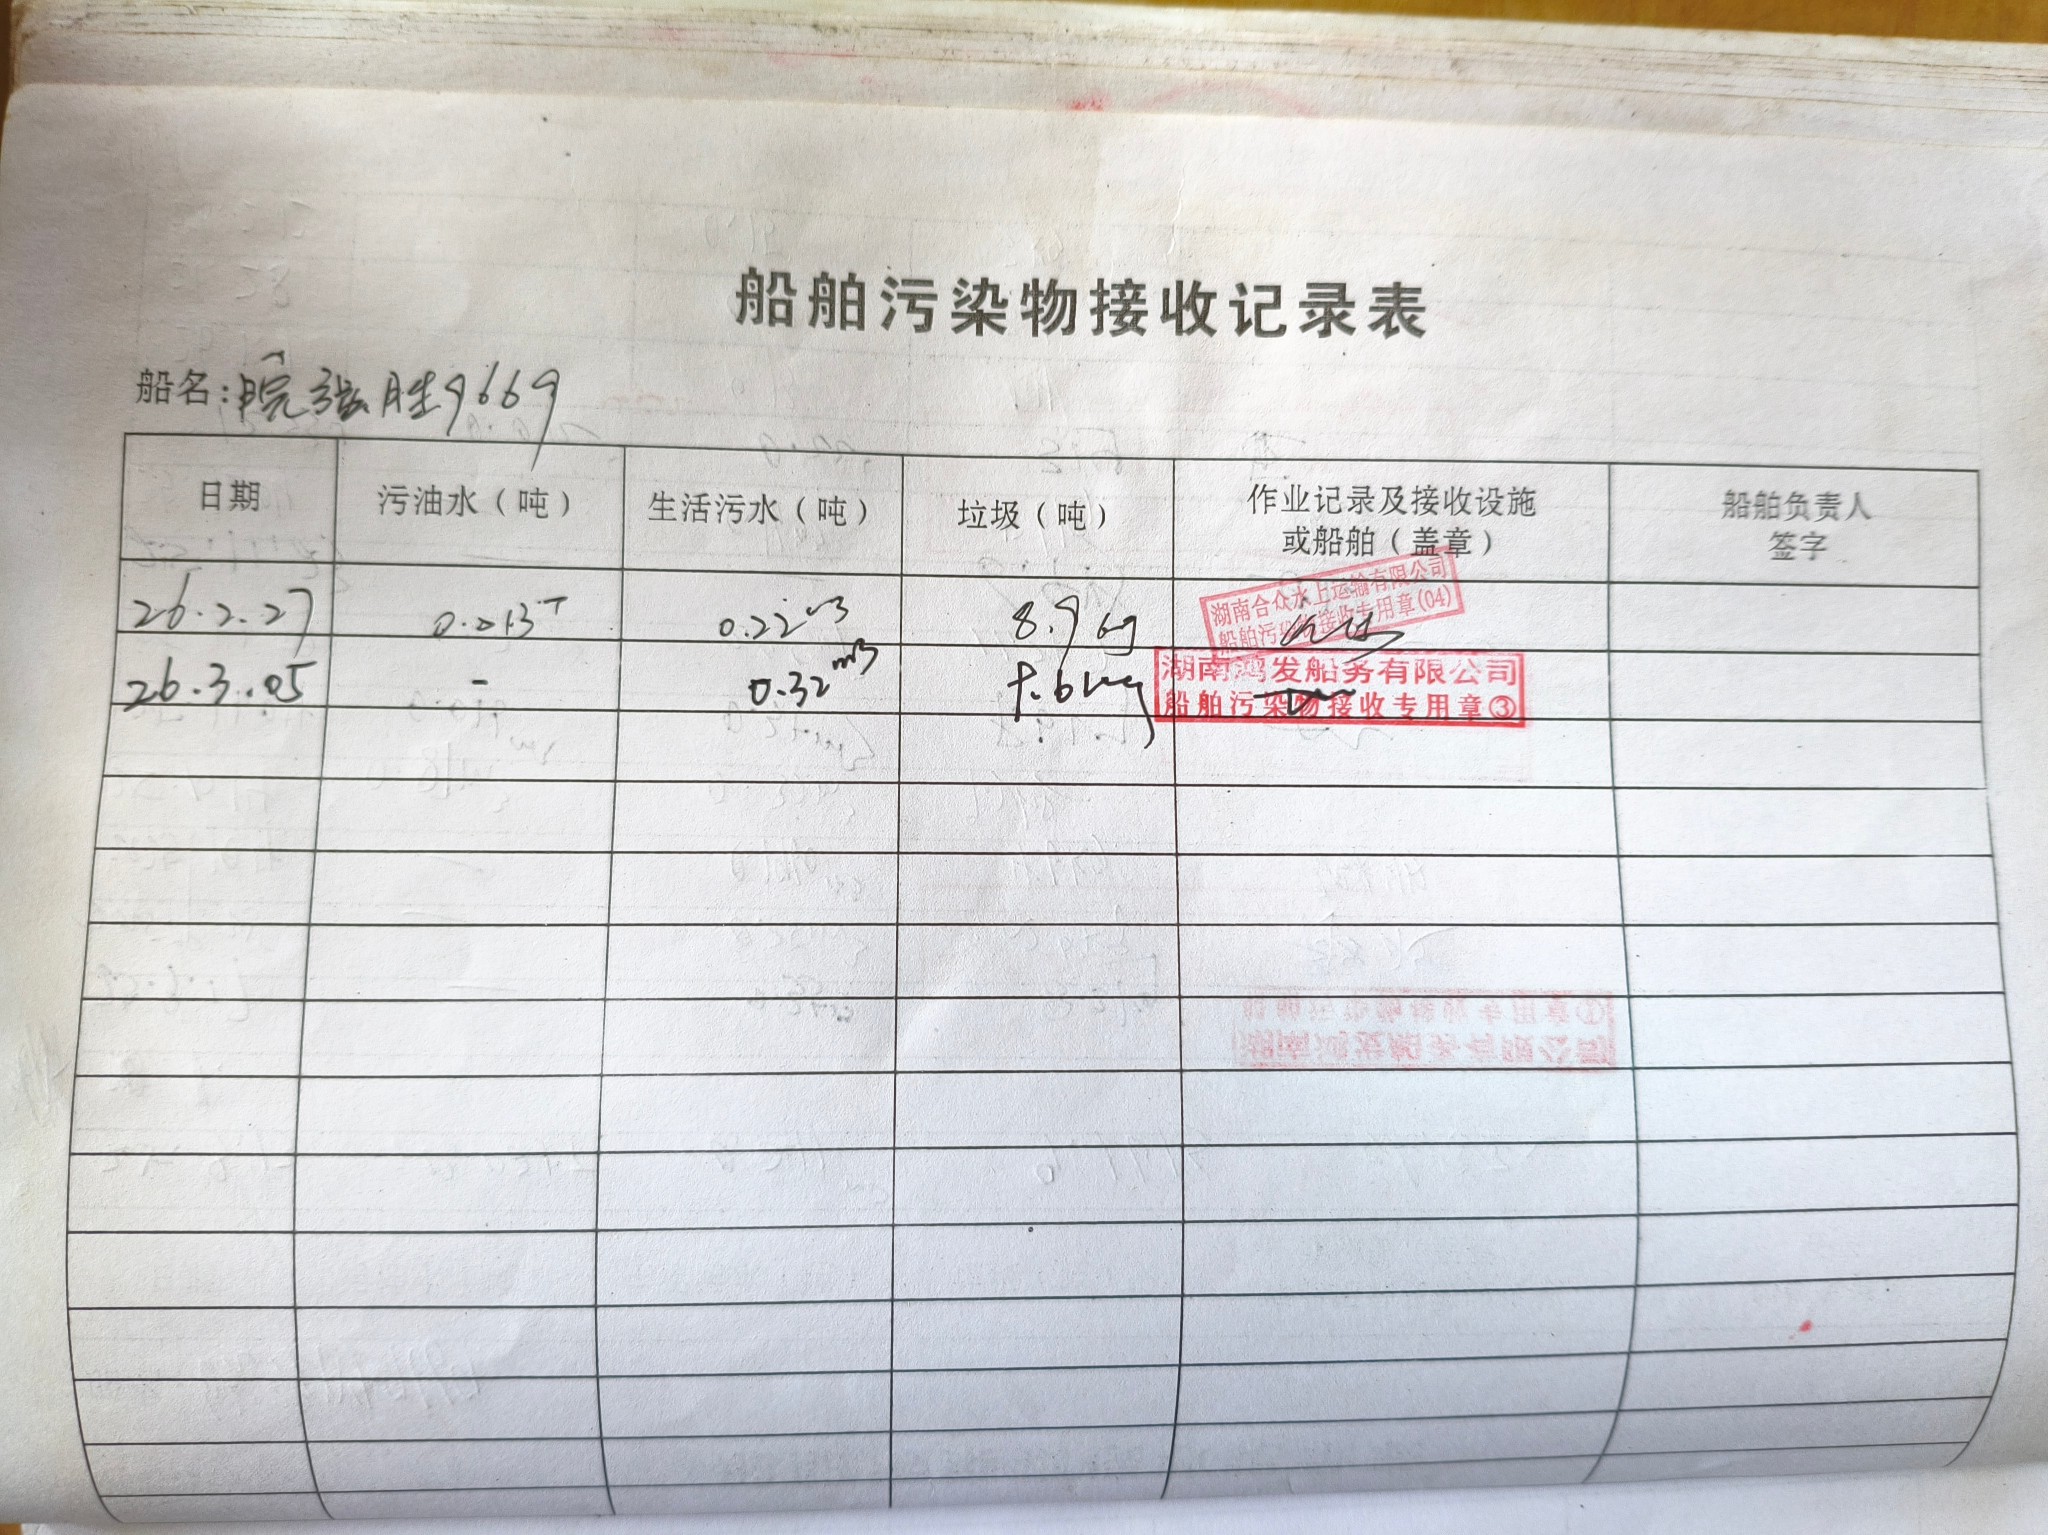 船舶污染物接收记录表
船名:皖强胜9669
日期 污油水（吨） 生活污水（吨） 垃圾（吨） 作业记录及接收设施或船舶（盖章） 船舶负责人签字
26.2.27 0.013T 0.22m3 8.9kg
湖南合众水上运输有限公司
船舶污染物接收专用章(04)
26.3.05 - 0.32m3
湖南鸿发船务有限公司
船舶污染物接收专用章③